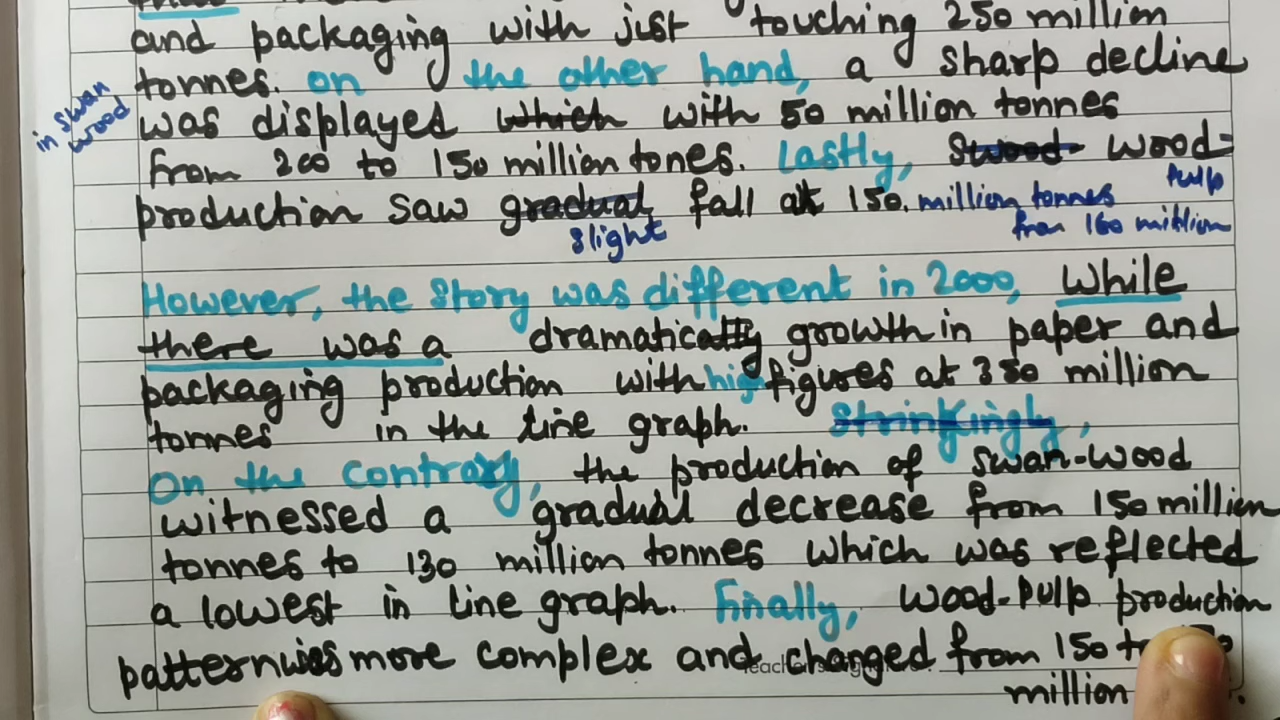 and packaging with just touching 250 million
tonnes. on the other hand, a sharp decline
in swan wood
was displayed which with 50 million tonnes
from 200 to 150 million tones. Lastly, Swood- wood-
pulp
production saw gradual fall at 150. million tonnes
slight
from 160 million
However, the story was different in 2000, While
there was a dramatically growth in paper and
packaging production with high figures at 350 million
tonnes in the line graph. Strinkingly,
On the contrary, the production of swan-wood
witnessed a gradual decrease from 150 million
tonnes to 130 million tonnes which was reflected
a lowest in line graph. Finally, wood-pulp production
pattern was more complex and changed from 150 to
million